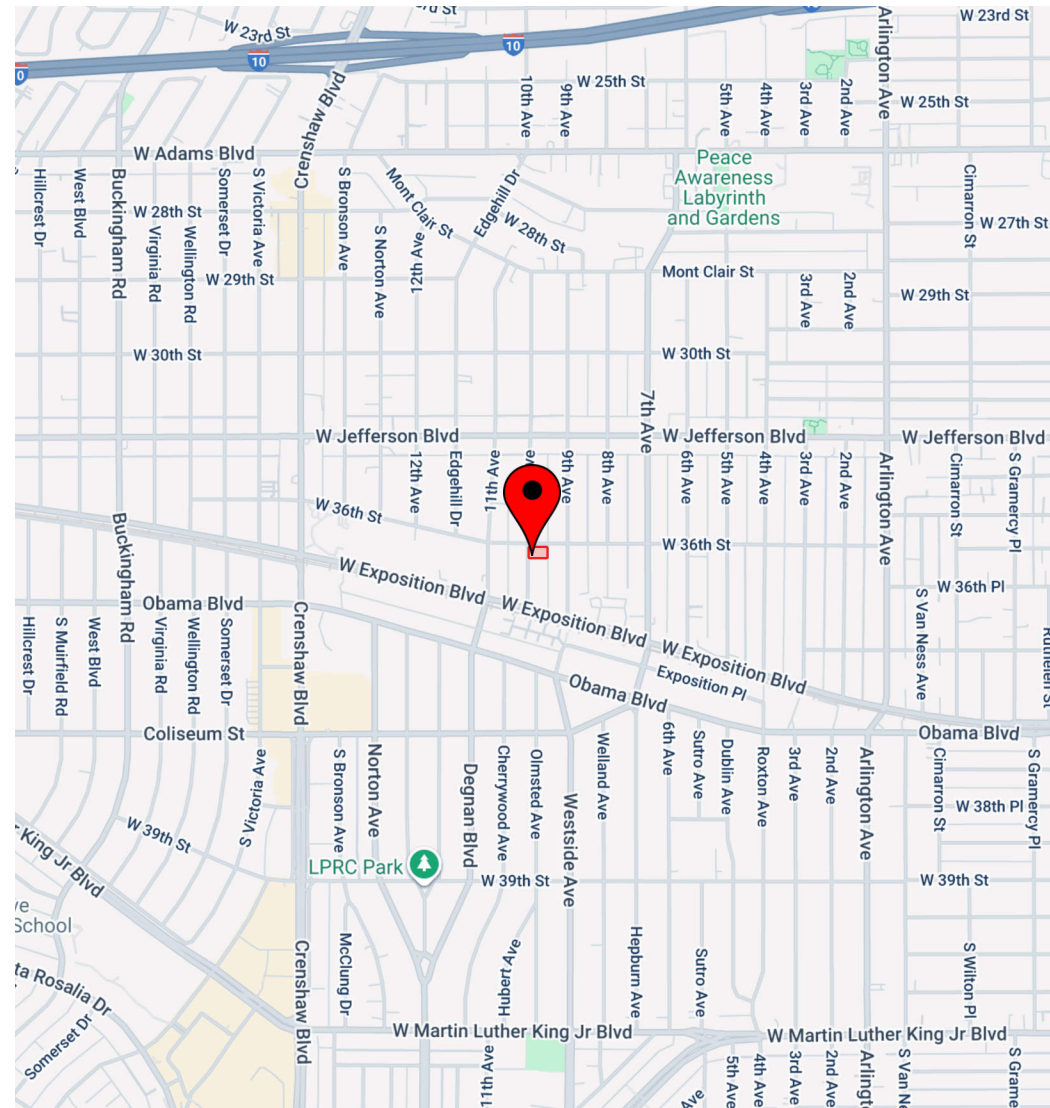 rd St
W 23rd St
W 23rd St
10
10
0
10th Ave
9th Ave
W 25th St
5th Ave
4th Ave
3rd Ave
2nd Ave
Arlington Ave
W 25th St
Crenshaw Blvd
W Adams Blvd
Peace
Awareness
Labyrinth
and Gardens
Hillcrest Dr
West Blvd
Buckingham Rd
W 28th St
Virginia Rd
Wellington Rd
Somerset Dr
S Victoria Ave
S Bronson Ave
S Norton Ave
Mont Clair St
12th Ave
Edgehill Dr
W 28th St
Cimarron St
W 27th St
W 29th St
Mont Clair St
3rd Ave
2nd Ave
W 29th St
W 30th St
W 30th St
7th Ave
W Jefferson Blvd
W Jefferson Blvd
W Jefferson Blvd
12th Ave
Edgehill Dr
11th Ave
9th Ave
8th Ave
6th Ave
5th Ave
4th Ave
3rd Ave
2nd Ave
Arlington Ave
Cimarron St
S Gramercy Pl
W 36th St
W 36th St
Buckingham Rd
W Exposition Blvd
W Exposition Blvd
W Exposition Blvd
Exposition Pl
W 36th Pl
S Van Ness Ave
Ruthelen St
Obama Blvd
Crenshaw Blvd
Hillcrest Dr
S Muirfield Rd
West Blvd
Virginia Rd
Wellington Rd
Somerset Dr
Obama Blvd
Obama Blvd
Coliseum St
S Victoria Ave
S Bronson Ave
Norton Ave
Degnan Blvd
Cherrywood Ave
Olmsted Ave
Westside Ave
Welland Ave
6th Ave
Sutro Ave
Dublin Ave
Roxton Ave
3rd Ave
2nd Ave
Arlington Ave
Cimarron St
S Gramercy Pl
W 38th Pl
W 39th St
King Jr Blvd
LPRC Park
W 39th St
W 39th St
School
ta Rosalia Dr
Somerset Dr
Crenshaw Blvd
McClung Dr
Hubert Ave
Hepburn Ave
Sutro Ave
S Wilton Pl
W Martin Luther King Jr Blvd
W Martin Luther King Jr Blvd
11th Ave
Ave
5th Ave
4th Ave
3rd Ave
2nd Ave
Arlingt
S Van N
S Grame